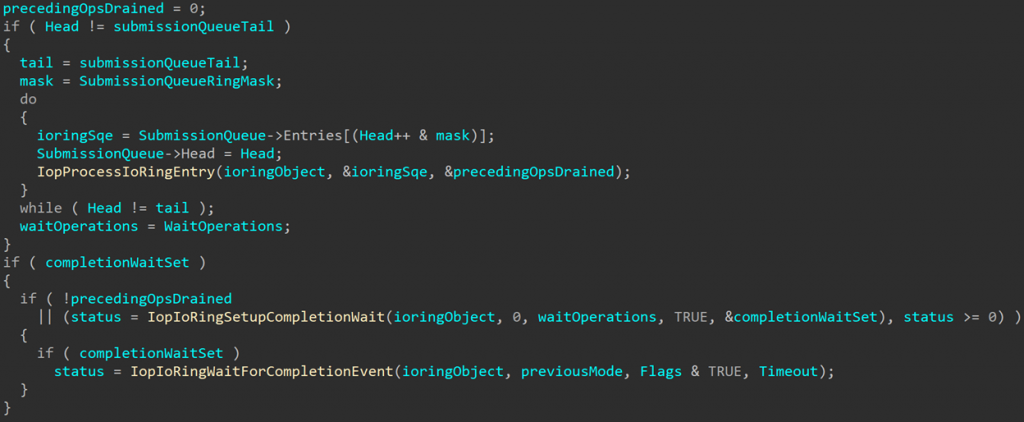 precedingOpsDrained = 0;
if ( Head != submissionQueueTail )
{
  tail = submissionQueueTail;
  mask = SubmissionQueueRingMask;
  do
  {
    ioringSqe = SubmissionQueue->Entries[(Head++ & mask)];
    SubmissionQueue->Head = Head;
    IopProcessIoRingEntry(ioringObject, &ioringSqe, &precedingOpsDrained);
  }
  while ( Head != tail );
  waitOperations = WaitOperations;
}
if ( completionWaitSet )
{
  if ( !precedingOpsDrained
    || (status = IopIoRingSetupCompletionWait(ioringObject, 0, waitOperations, TRUE, &completionWaitSet), status >= 0) )
  {
    if ( completionWaitSet )
      status = IopIoRingWaitForCompletionEvent(ioringObject, previousMode, Flags & TRUE, Timeout);
  }
}